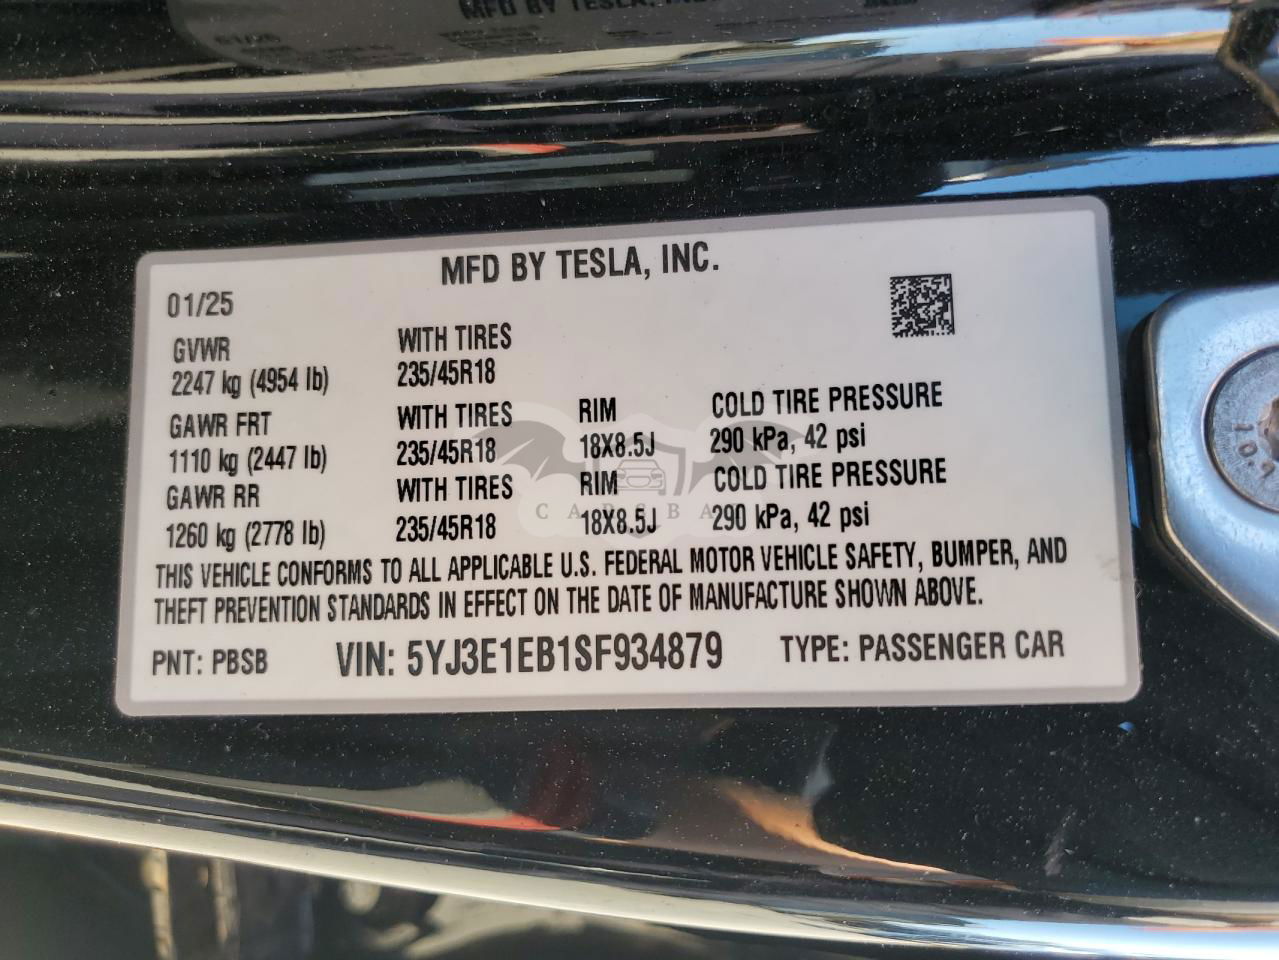 MFD BY TESLA, INC.
01/25
GVWR WITH TIRES
2247 kg (4954 lb) 235/45R18
GAWR FRT WITH TIRES RIM COLD TIRE PRESSURE
1110 kg (2447 lb) 235/45R18 18X8.5J 290 kPa, 42 psi
GAWR RR WITH TIRES RIM COLD TIRE PRESSURE
1260 kg (2778 lb) 235/45R18 18X8.5J 290 kPa, 42 psi
THIS VEHICLE CONFORMS TO ALL APPLICABLE U.S. FEDERAL MOTOR VEHICLE SAFETY, BUMPER, AND
THEFT PREVENTION STANDARDS IN EFFECT ON THE DATE OF MANUFACTURE SHOWN ABOVE.
PNT: PBSB VIN: 5YJ3E1EB1SF934879 TYPE: PASSENGER CAR